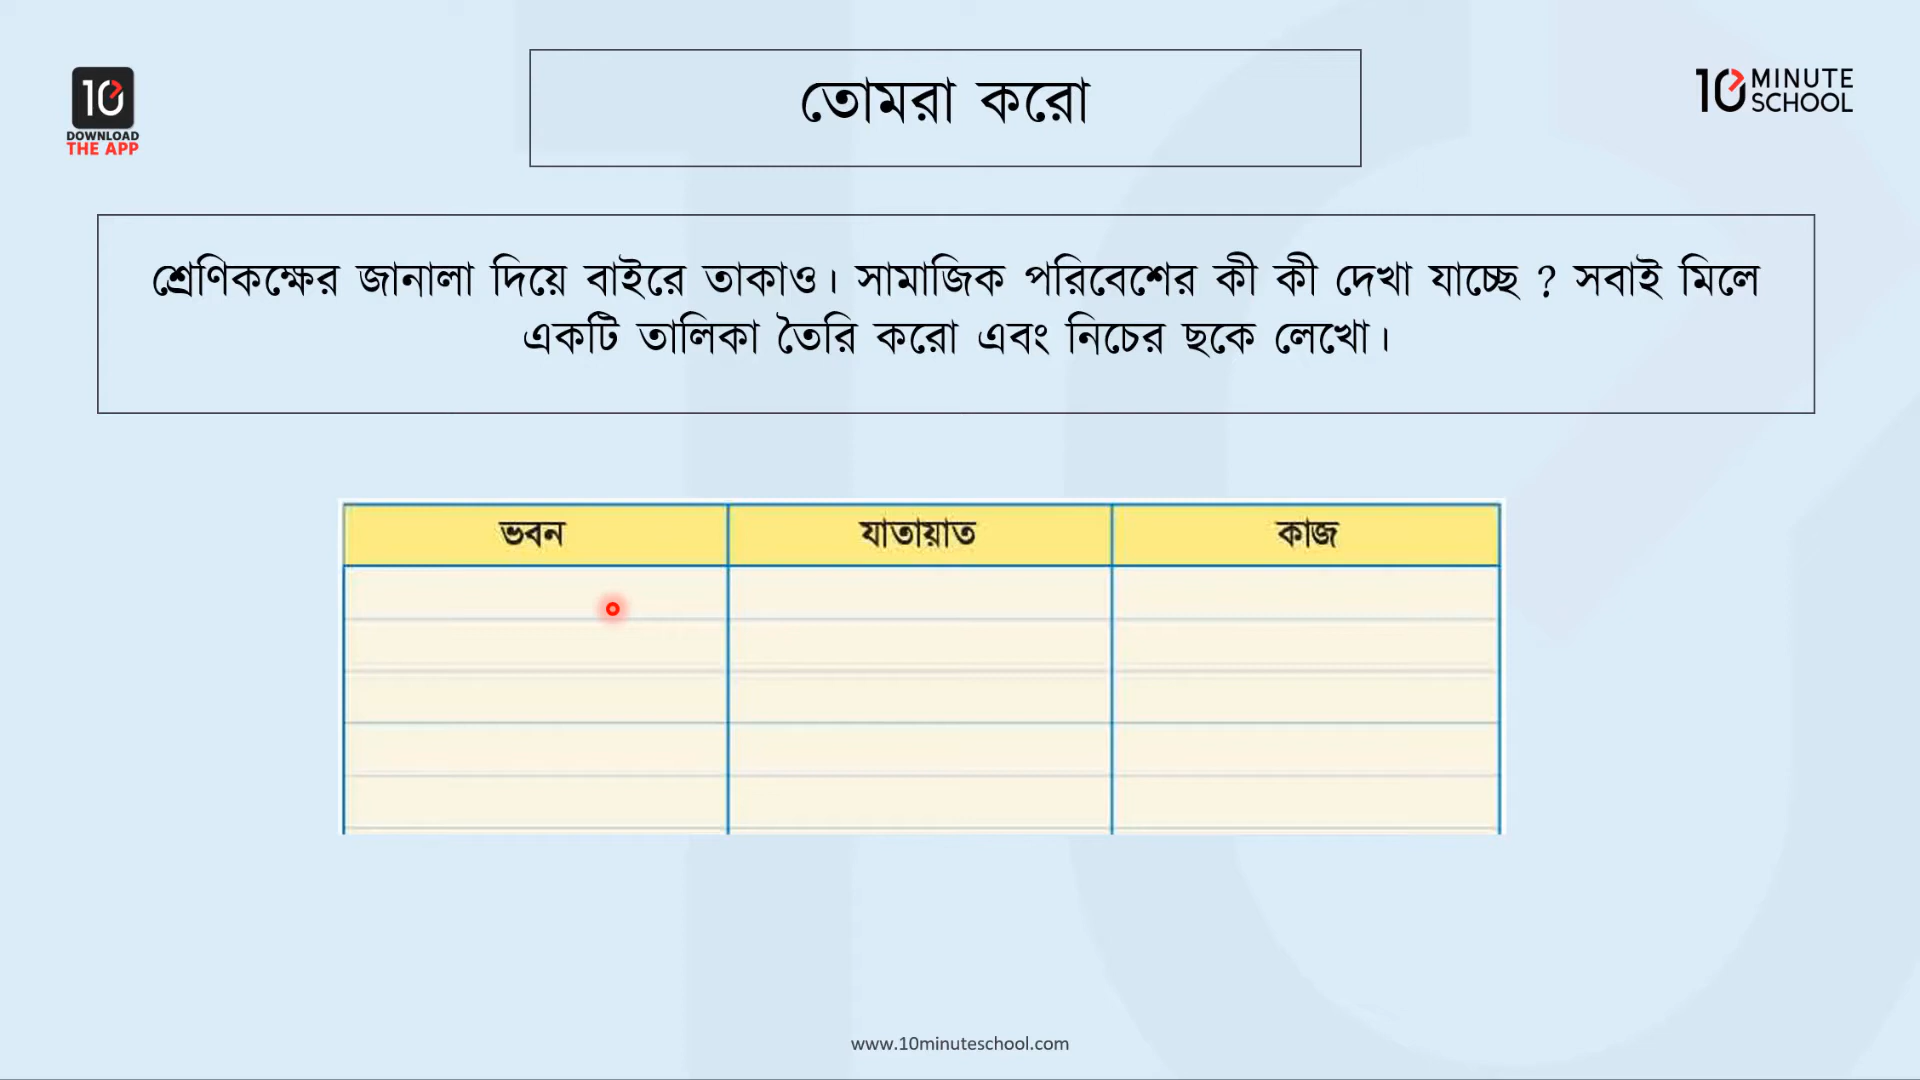 তোমরা করো
10 MINUTE SCHOOL
10
DOWNLOAD
THE APP
শ্রেণিকক্ষের জানালা দিয়ে বাইরে তাকাও। সামাজিক পরিবেশের কী কী দেখা যাচ্ছে ? সবাই মিলে
একটি তালিকা তৈরি করো এবং নিচের ছকে লেখো।
ভবন যাতায়াত কাজ
www.10minuteschool.com